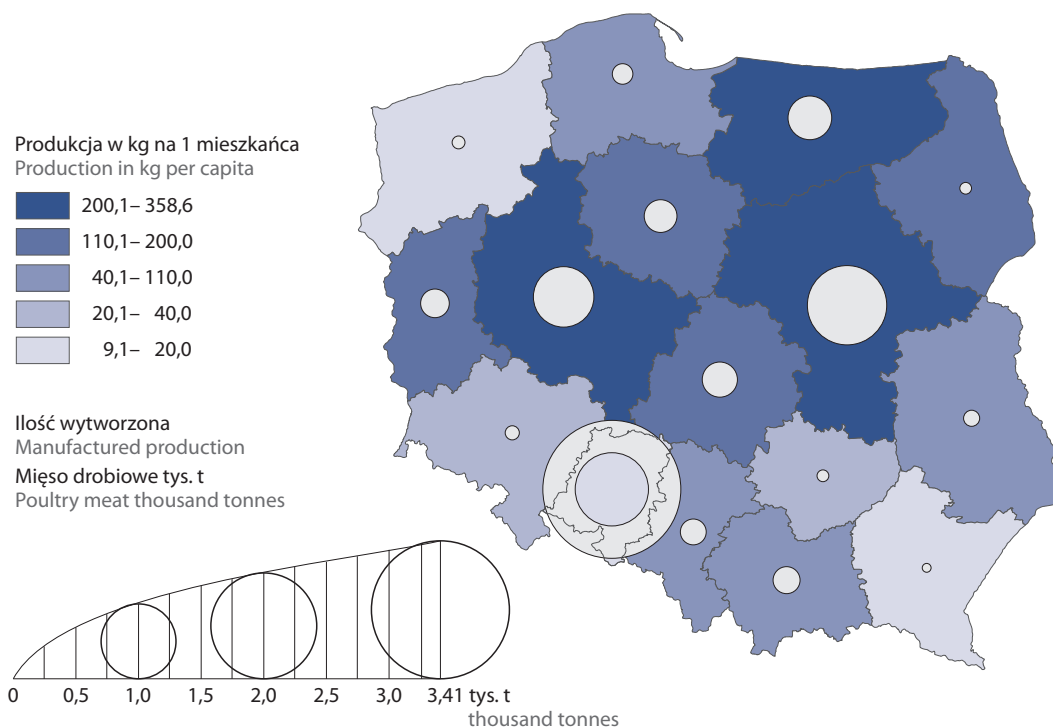 Produkcja w kg na 1 mieszkańca
Production in kg per capita
200,1– 358,6
110,1– 200,0
40,1– 110,0
20,1– 40,0
9,1– 20,0
Ilość wytworzona
Manufactured production
Mięso drobiowe tys. t
Poultry meat thousand tonnes
0 0,5 1,0 1,5 2,0 2,5 3,0 3,41 tys. t
thousand tonnes